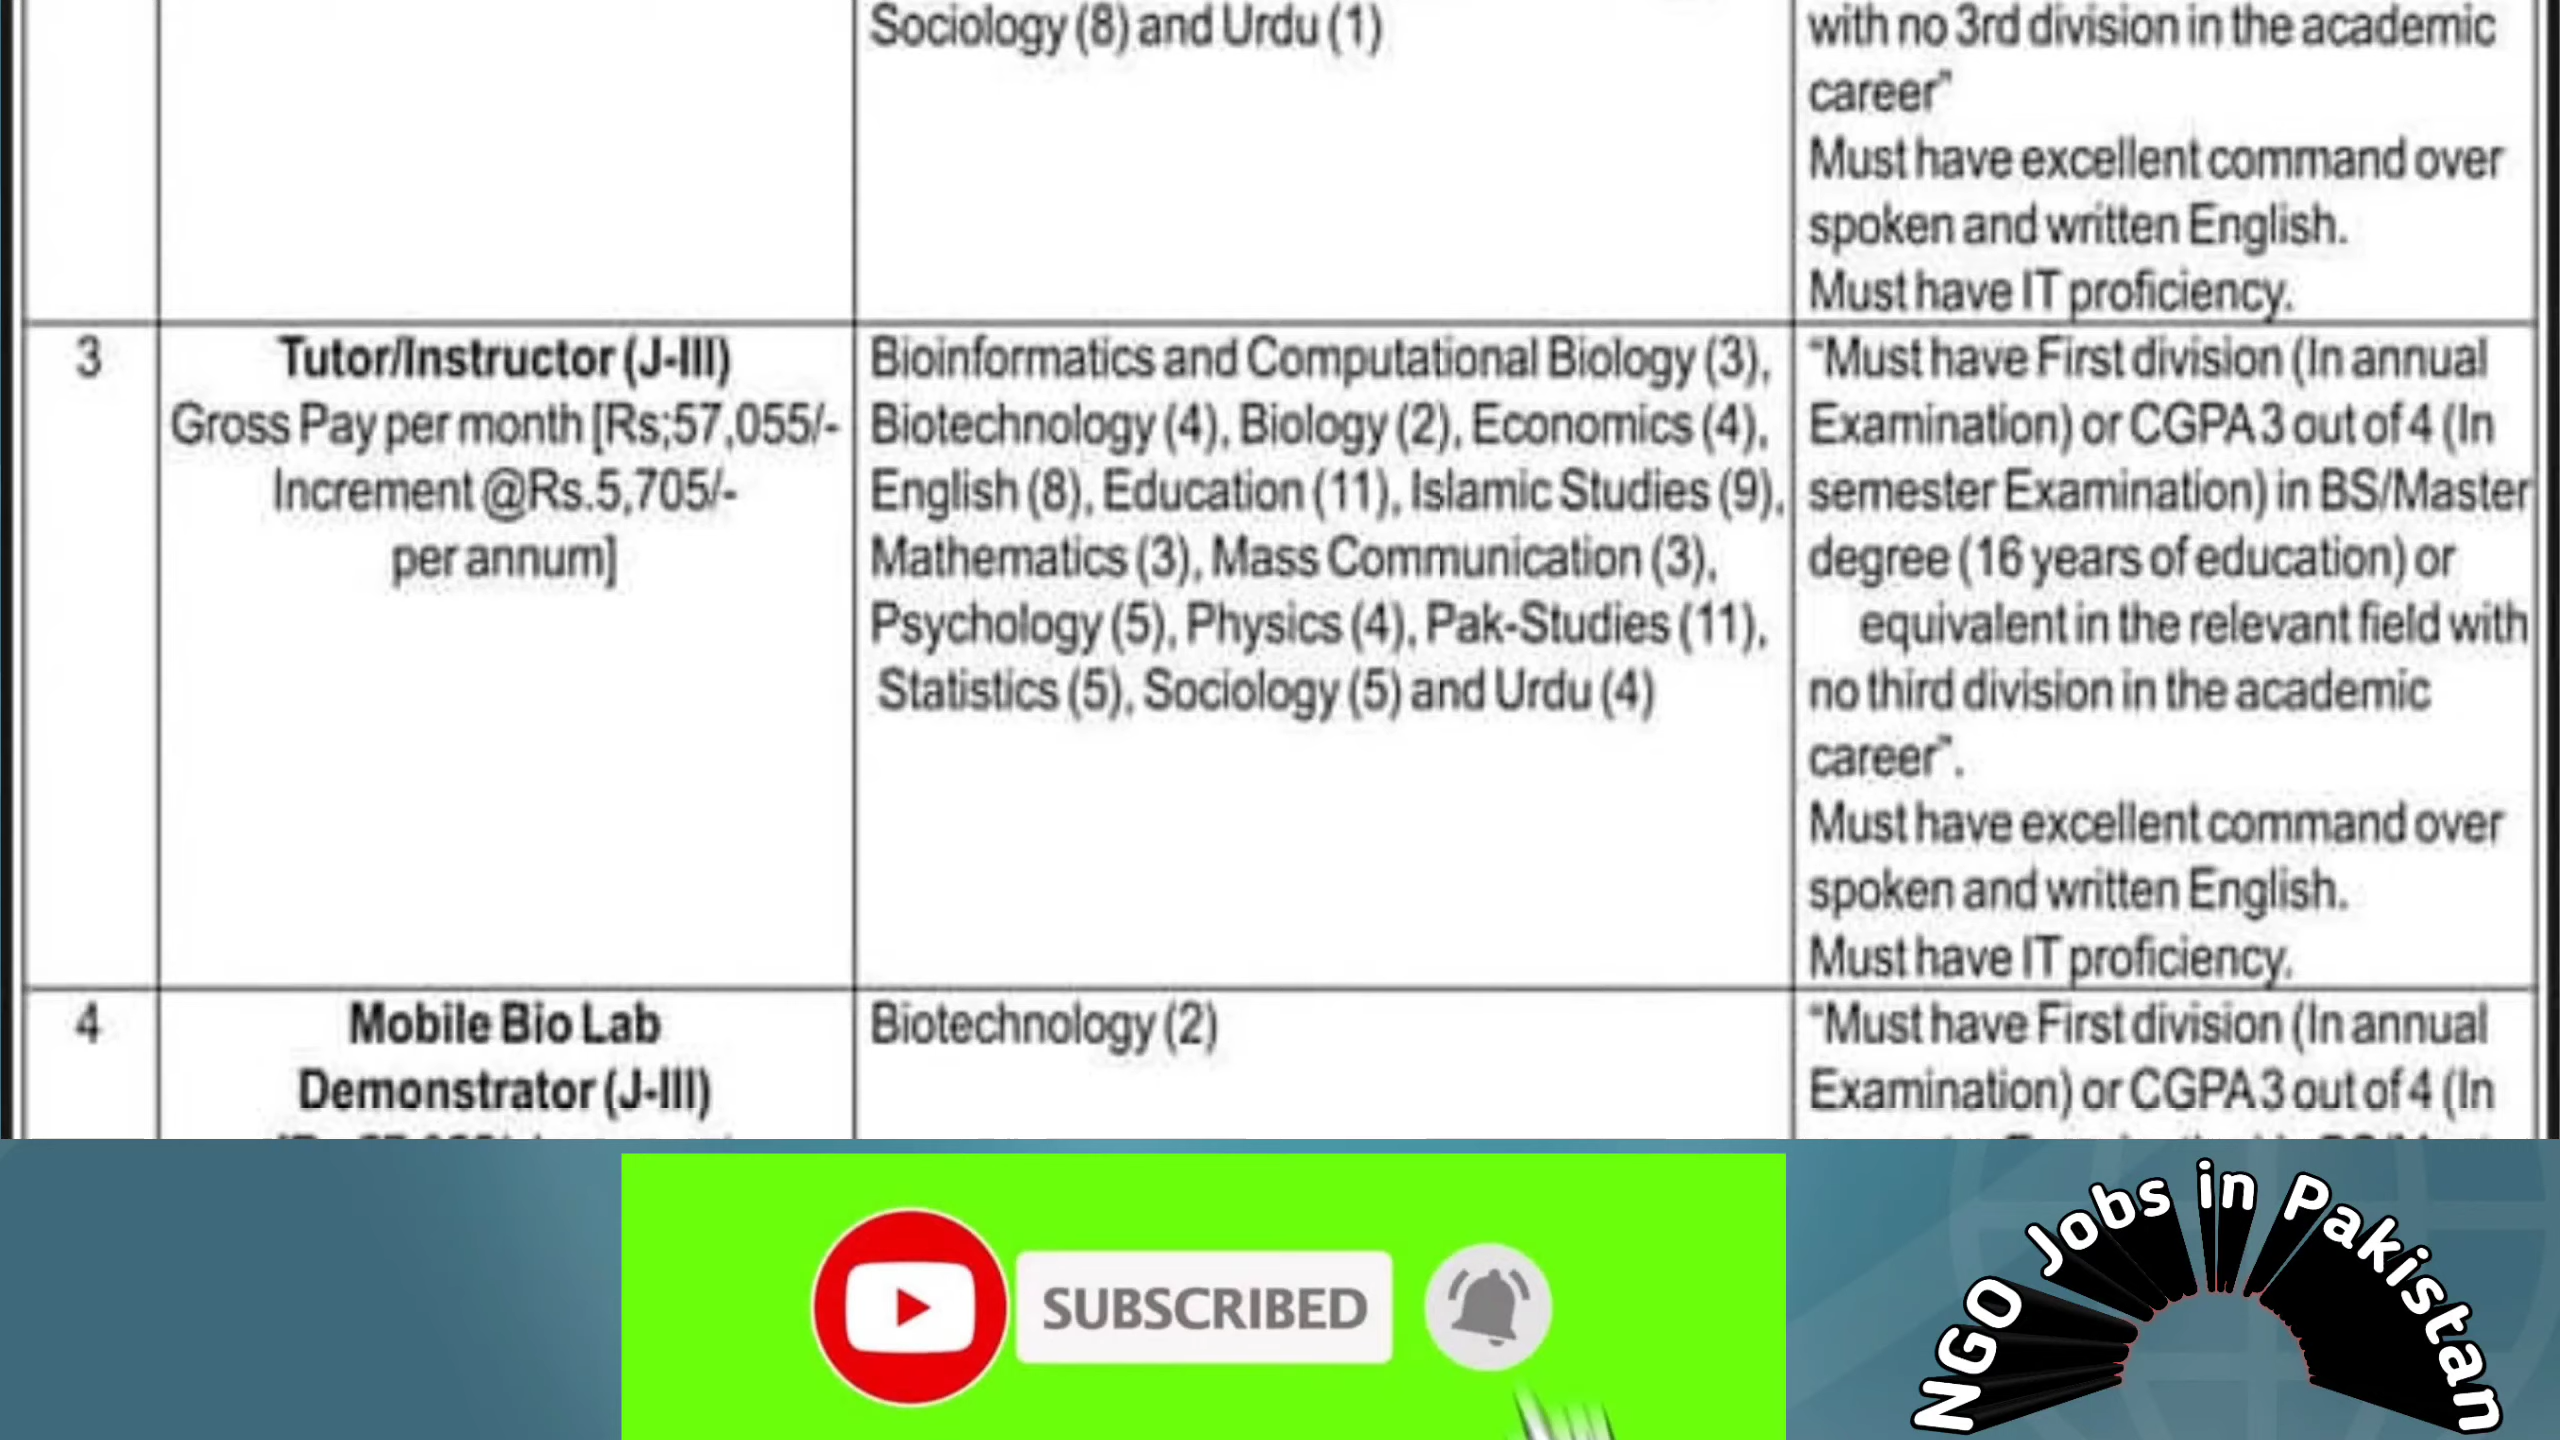 Sociology (8) and Urdu (1)
with no 3rd division in the academic
career"
Must have excellent command over
spoken and written English.
Must have IT proficiency.
3
Tutor/Instructor (J-III)
Gross Pay per month [Rs;57,055/-
Increment @Rs.5,705/-
per annum]
Bioinformatics and Computational Biology (3),
Biotechnology (4), Biology (2), Economics (4),
English (8), Education (11), Islamic Studies (9),
Mathematics (3), Mass Communication (3),
Psychology (5), Physics (4), Pak-Studies (11),
Statistics (5), Sociology (5) and Urdu (4)
"Must have First division (In annual
Examination) or CGPA 3 out of 4 (In
semester Examination) in BS/Master
degree (16 years of education) or
equivalent in the relevant field with
no third division in the academic
career".
Must have excellent command over
spoken and written English.
Must have IT proficiency.
4
Mobile Bio Lab
Demonstrator (J-III)
Biotechnology (2)
"Must have First division (In annual
Examination) or CGPA 3 out of 4 (In
SUBSCRIBED
NGO Jobs in Pakistan